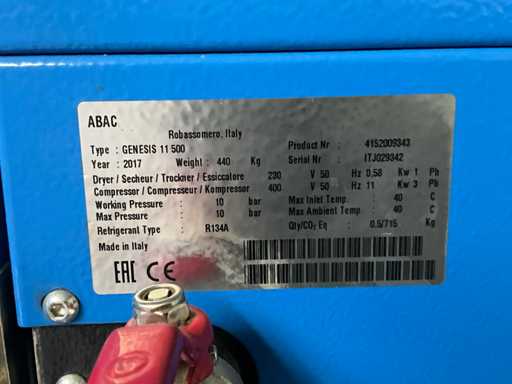 ABAC
Robassomero, Italy
Type : GENESIS 11 500 Product Nr : 4152009343
Year : 2017 Weight : 440 Kg Serial Nr : ITJ029342
Dryer / Secheur / Trockner / Essiccatore 230 V 50 Hz 0,58 Kw 1 Ph
Compressor / Compresseur / Kompressor 400 V 50 Hz 11 Kw 3 Ph
Working Pressure : 10 bar Max Inlet Temp. : 40 C
Max Pressure : 10 bar Max Ambient Temp. : 40 C
Refrigerant Type : R134A Qty/CO₂ Eq : 0.5/715 Kg
Made in Italy
EAC CE